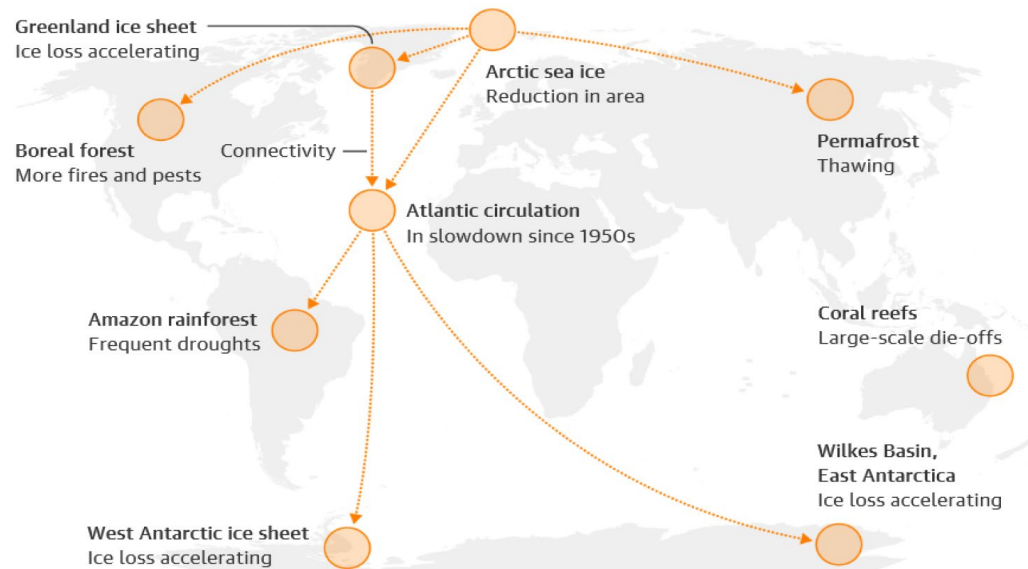 Greenland ice sheet
Ice loss accelerating
Arctic sea ice
Reduction in area
Boreal forest
More fires and pests
Connectivity
Permafrost
Thawing
Atlantic circulation
In slowdown since 1950s
Amazon rainforest
Frequent droughts
Coral reefs
Large-scale die-offs
Wilkes Basin,
East Antarctica
Ice loss accelerating
West Antarctic ice sheet
Ice loss accelerating